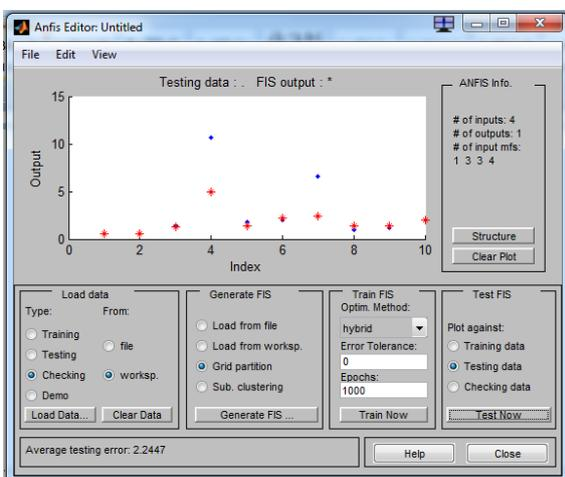 Anfis Editor: Untitled
File Edit View
Testing data : . FIS output : *
15
10
5
0
Output
0 2 4 6 8 10
Index
ANFIS Info.
# of inputs: 4
# of outputs: 1
# of input mfs:
1 3 3 4
Structure
Clear Plot
Load data
Type: From:
Training
Testing
Checking
Demo
file
worksp.
Load Data... Clear Data
Generate FIS
Load from file
Load from worksp.
Grid partition
Sub. clustering
Generate FIS ...
Train FIS
Optim. Method:
hybrid
Error Tolerance:
0
Epochs:
1000
Train Now
Test FIS
Plot against:
Training data
Testing data
Checking data
Test Now
Average testing error: 2.2447
Help
Close